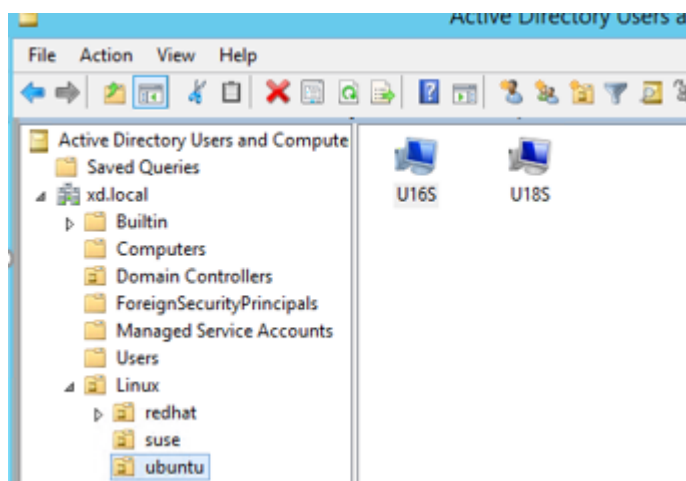 Active Directory Users a
File Action View Help
Active Directory Users and Compute
Saved Queries
xd.local
Builtin
Computers
Domain Controllers
ForeignSecurityPrincipals
Managed Service Accounts
Users
Linux
redhat
suse
ubuntu
U16S U18S